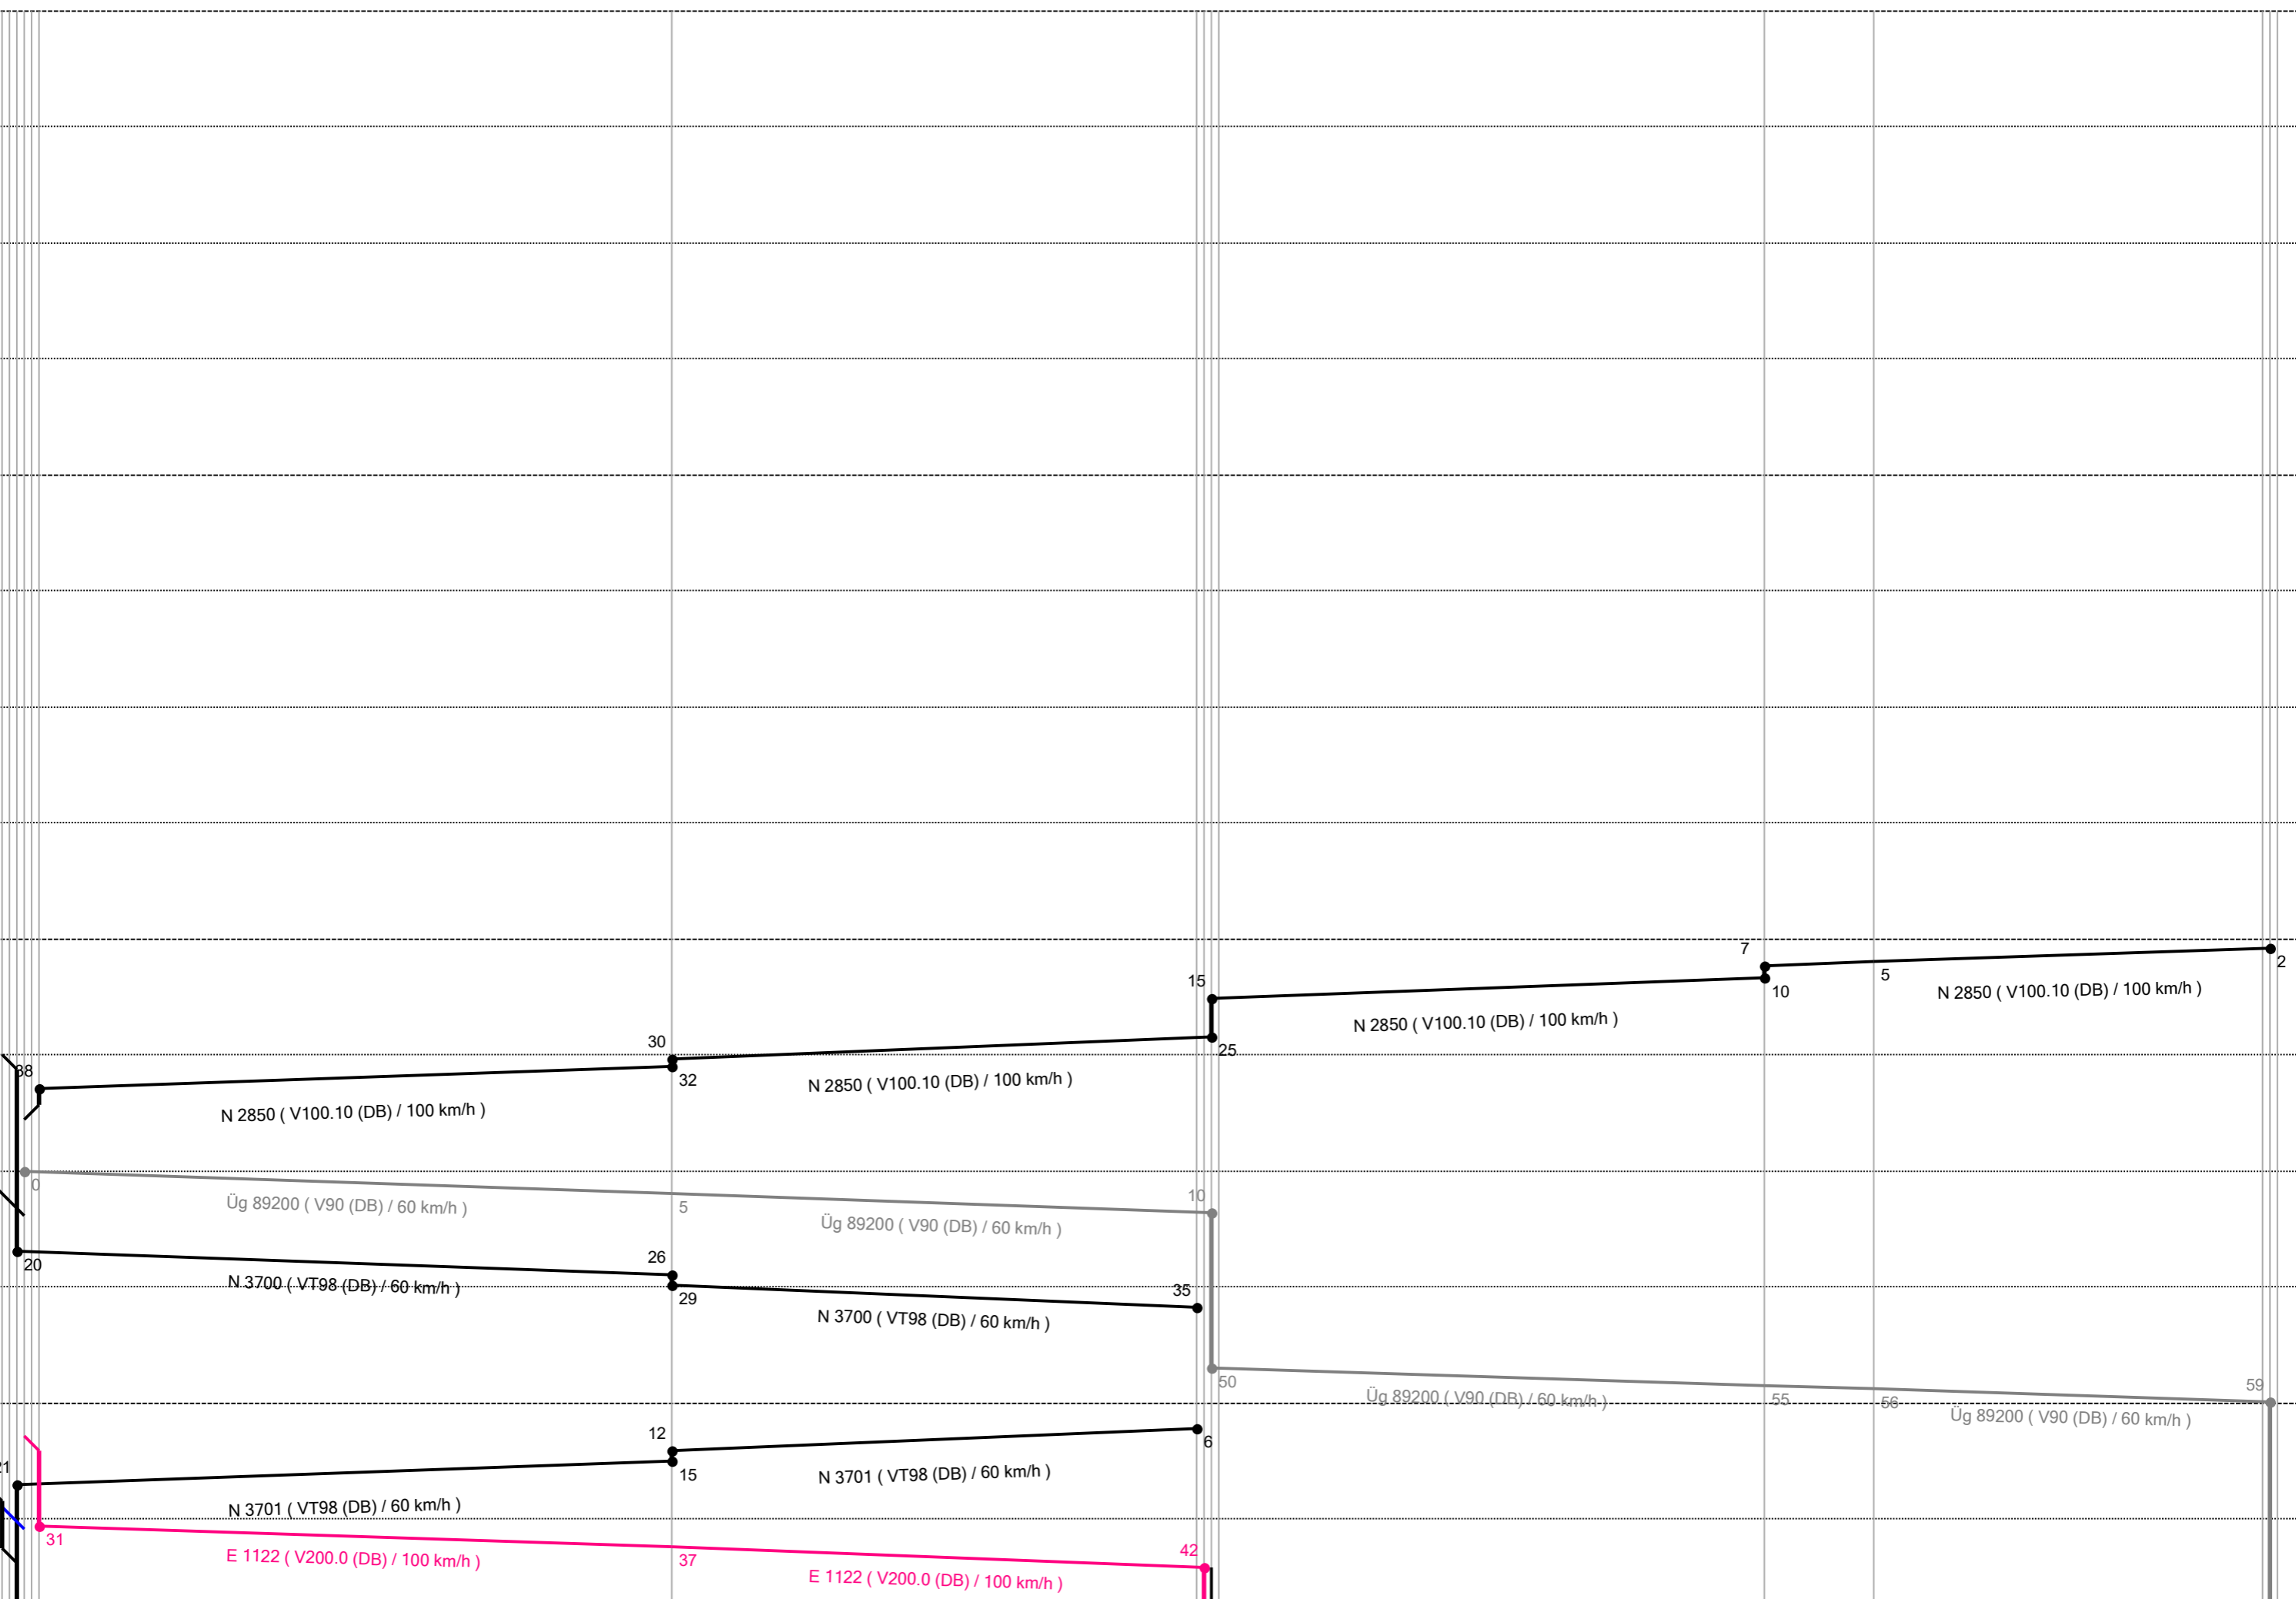 7
2
5
15
10
N 2850 ( V100.10 (DB) / 100 km/h )
N 2850 ( V100.10 (DB) / 100 km/h )
30
25
38
32
N 2850 ( V100.10 (DB) / 100 km/h )
N 2850 ( V100.10 (DB) / 100 km/h )
0
10
Üg 89200 ( V90 (DB) / 60 km/h )
5
Üg 89200 ( V90 (DB) / 60 km/h )
26
20
N 3700 ( VT98 (DB) / 60 km/h )
29
35
N 3700 ( VT98 (DB) / 60 km/h )
50
59
Üg 89200 ( V90 (DB) / 60 km/h )
55
56
Üg 89200 ( V90 (DB) / 60 km/h )
12
6
21
15
N 3701 ( VT98 (DB) / 60 km/h )
N 3701 ( VT98 (DB) / 60 km/h )
31
42
E 1122 ( V200.0 (DB) / 100 km/h )
37
E 1122 ( V200.0 (DB) / 100 km/h )